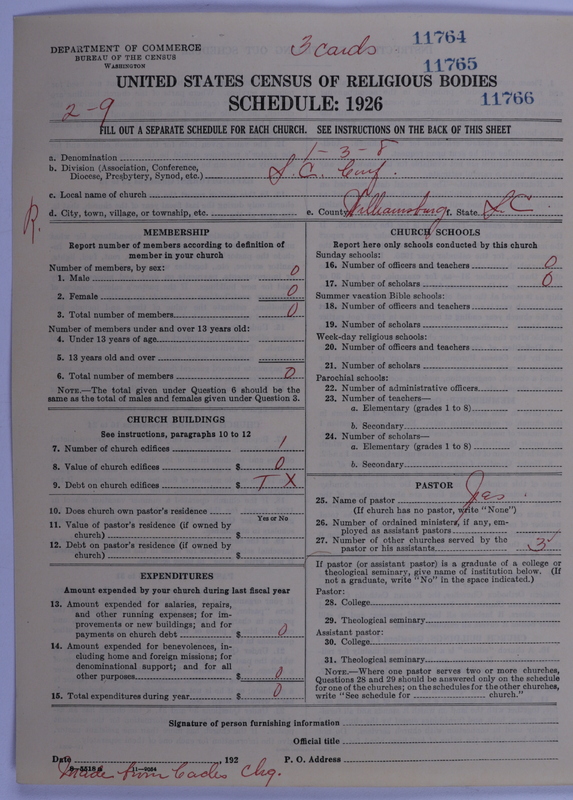 DEPARTMENT OF COMMERCE
BUREAU OF THE CENSUS
WASHINGTON
3 cards
11764
11765
11766
UNITED STATES CENSUS OF RELIGIOUS BODIES
SCHEDULE: 1926
2-9
FILL OUT A SEPARATE SCHEDULE FOR EACH CHURCH. SEE INSTRUCTIONS ON THE BACK OF THIS SHEET
a. Denomination 1-3-8
b. Division (Association, Conference, Diocese, Presbytery, Synod, etc.) S.C. Conf.
c. Local name of church
d. City, town, village, or township, etc. e. County Williamsburg f. State SC
R.
MEMBERSHIP
Report number of members according to definition of member in your church
Number of members, by sex:
1. Male 0
2. Female 0
3. Total number of members 0
Number of members under and over 13 years old:
4. Under 13 years of age
5. 13 years old and over
6. Total number of members 0
NOTE.—The total given under Question 6 should be the same as the total of males and females given under Question 3.
CHURCH BUILDINGS
See instructions, paragraphs 10 to 12
7. Number of church edifices 1
8. Value of church edifices $ 0
9. Debt on church edifices $ T X
10. Does church own pastor's residence
Yes or No
11. Value of pastor's residence (if owned by church) $
12. Debt on pastor's residence (if owned by church) $
EXPENDITURES
Amount expended by your church during last fiscal year
13. Amount expended for salaries, repairs, and other running expenses; for improvements or new buildings; and for payments on church debt $ 0
14. Amount expended for benevolences, including home and foreign missions; for denominational support; and for all other purposes $ 0
15. Total expenditures during year $ 0
CHURCH SCHOOLS
Report here only schools conducted by this church
Sunday schools:
16. Number of officers and teachers 0
17. Number of scholars 0
Summer vacation Bible schools:
18. Number of officers and teachers
19. Number of scholars
Week-day religious schools:
20. Number of officers and teachers
21. Number of scholars
Parochial schools:
22. Number of administrative officers
23. Number of teachers—
a. Elementary (grades 1 to 8)
b. Secondary
24. Number of scholars—
a. Elementary (grades 1 to 8)
b. Secondary
PASTOR
25. Name of pastor Yes
(If church has no pastor, write "None")
26. Number of ordained ministers, if any, employed as assistant pastors
27. Number of other churches served by the pastor or his assistants 3
If pastor (or assistant pastor) is a graduate of a college or theological seminary, give name of institution below. (If not a graduate, write "No" in the space indicated.)
Pastor:
28. College
29. Theological seminary
Assistant pastor:
30. College
31. Theological seminary
NOTE.—Where one pastor serves two or more churches, Questions 28 and 29 should be answered only on the schedule for one of the churches; on the schedules for the other churches, write "See schedule for church."
Signature of person furnishing information
Official title
Date , 192 P. O. Address
Made from Cades Chg.